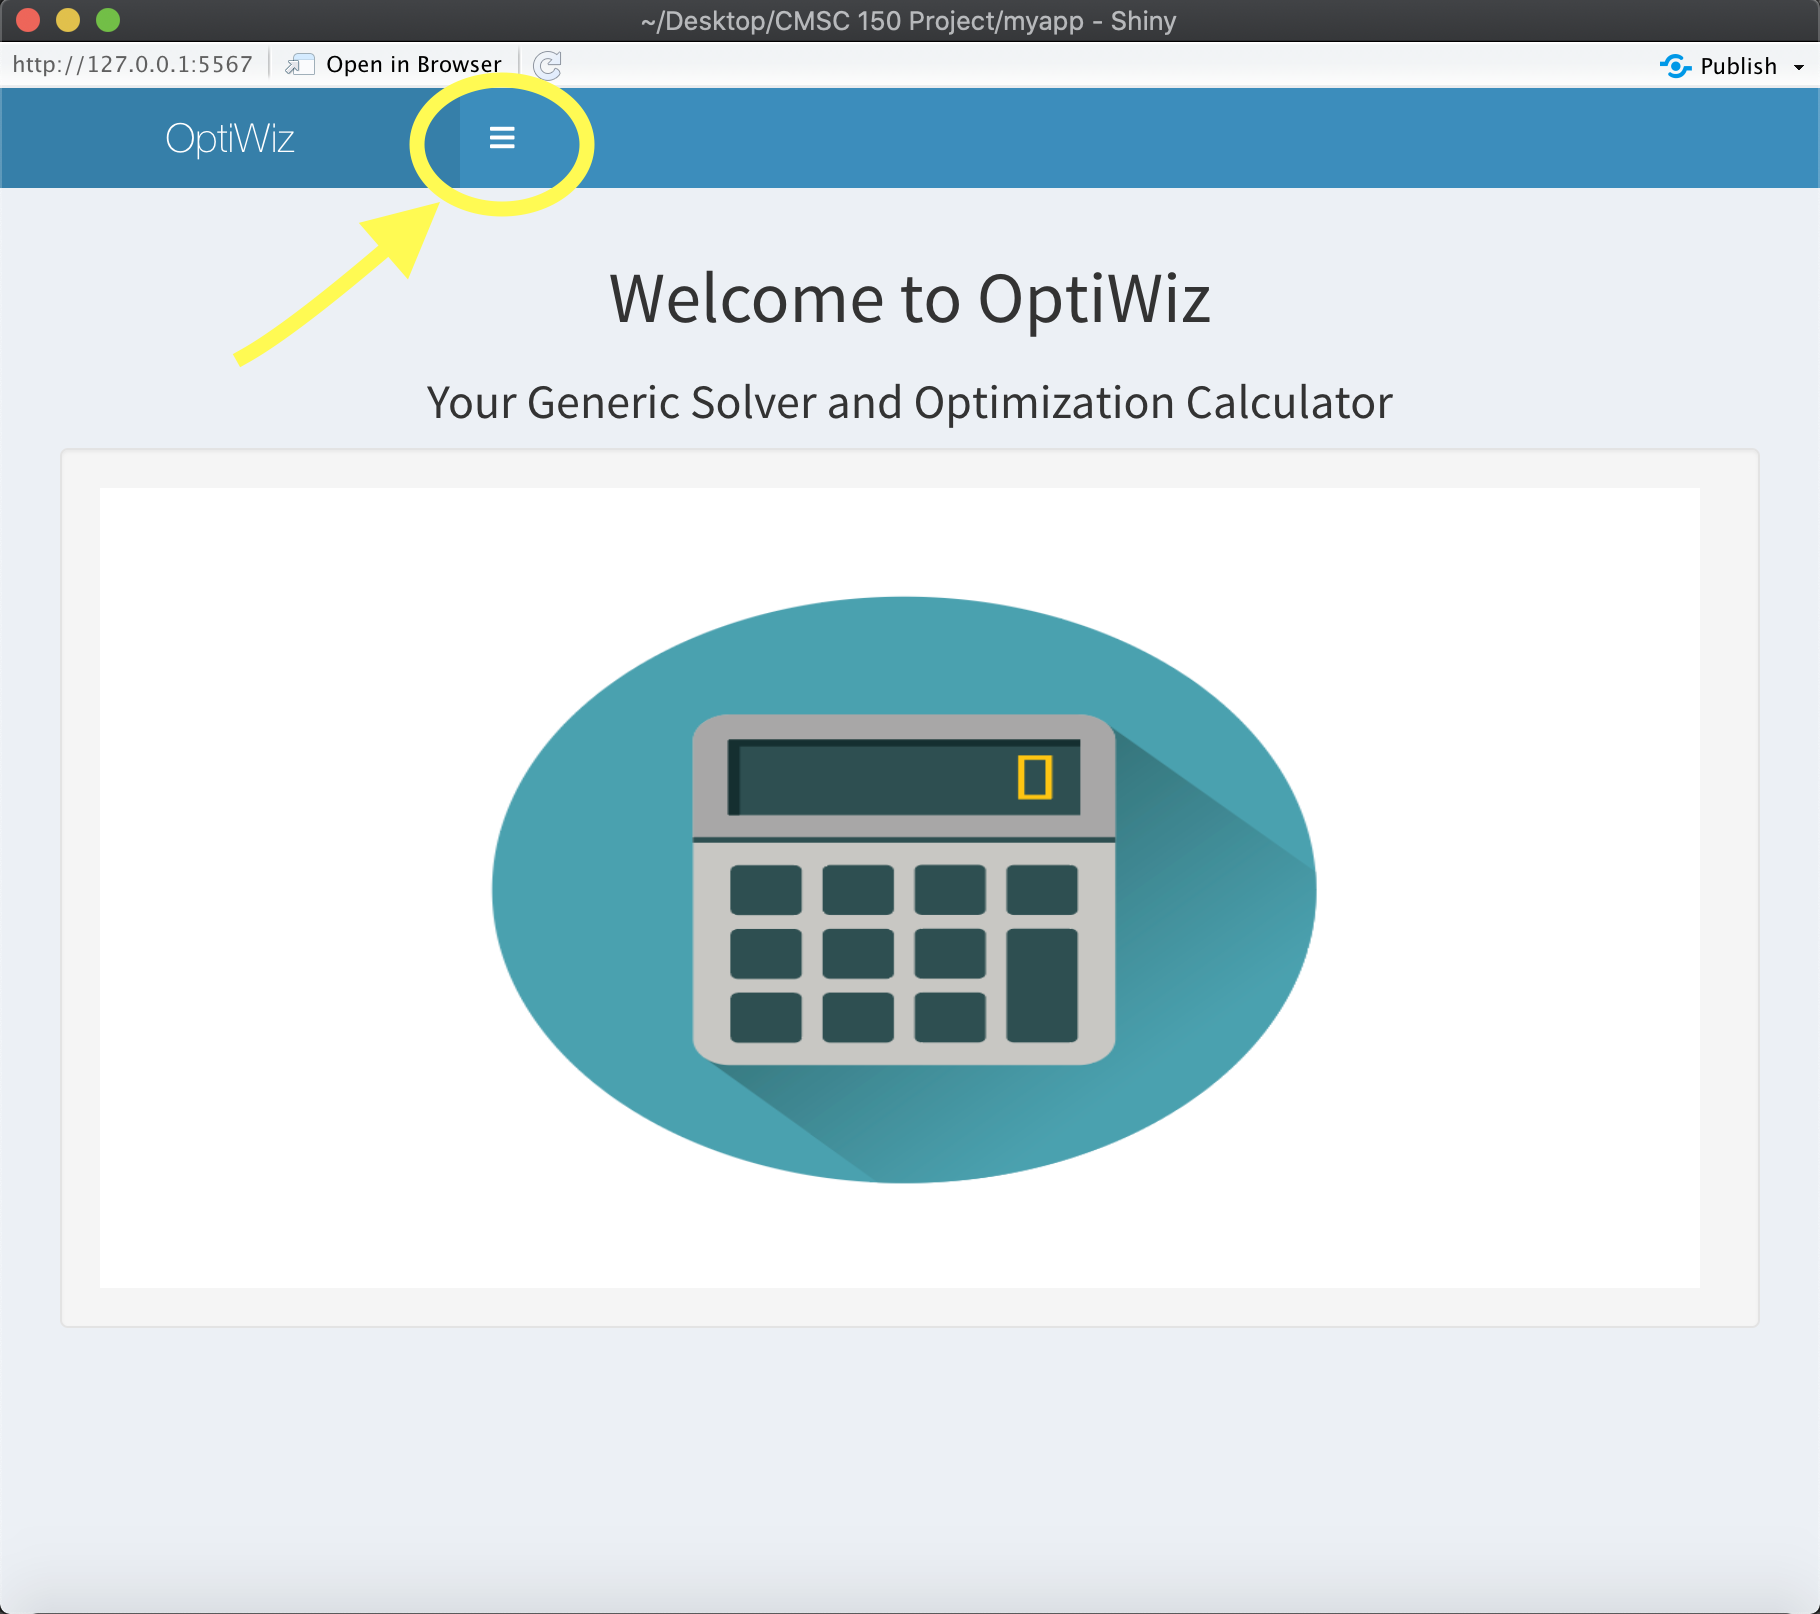 ~/Desktop/CMSC 150 Project/myapp - Shiny
http://127.0.0.1:5567 Open in Browser Publish
OptiWiz
Welcome to OptiWiz
Your Generic Solver and Optimization Calculator
0